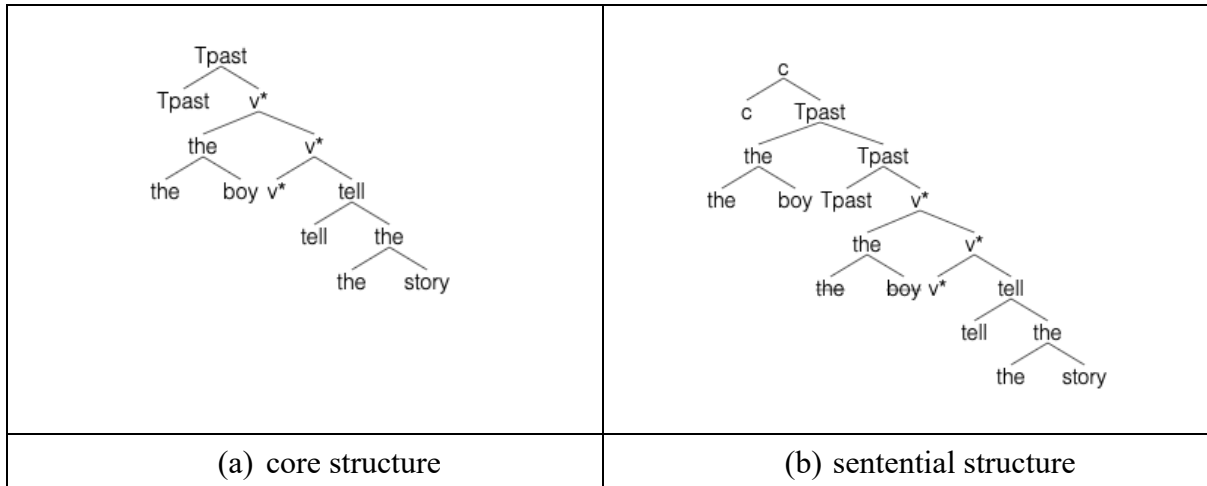 Tpast
Tpast v*
the v*
the boy v* tell
tell the
the story
(a) core structure
c
c Tpast
the Tpast
the boy Tpast v*
the v*
the boy v* tell
tell the
the story
(b) sentential structure